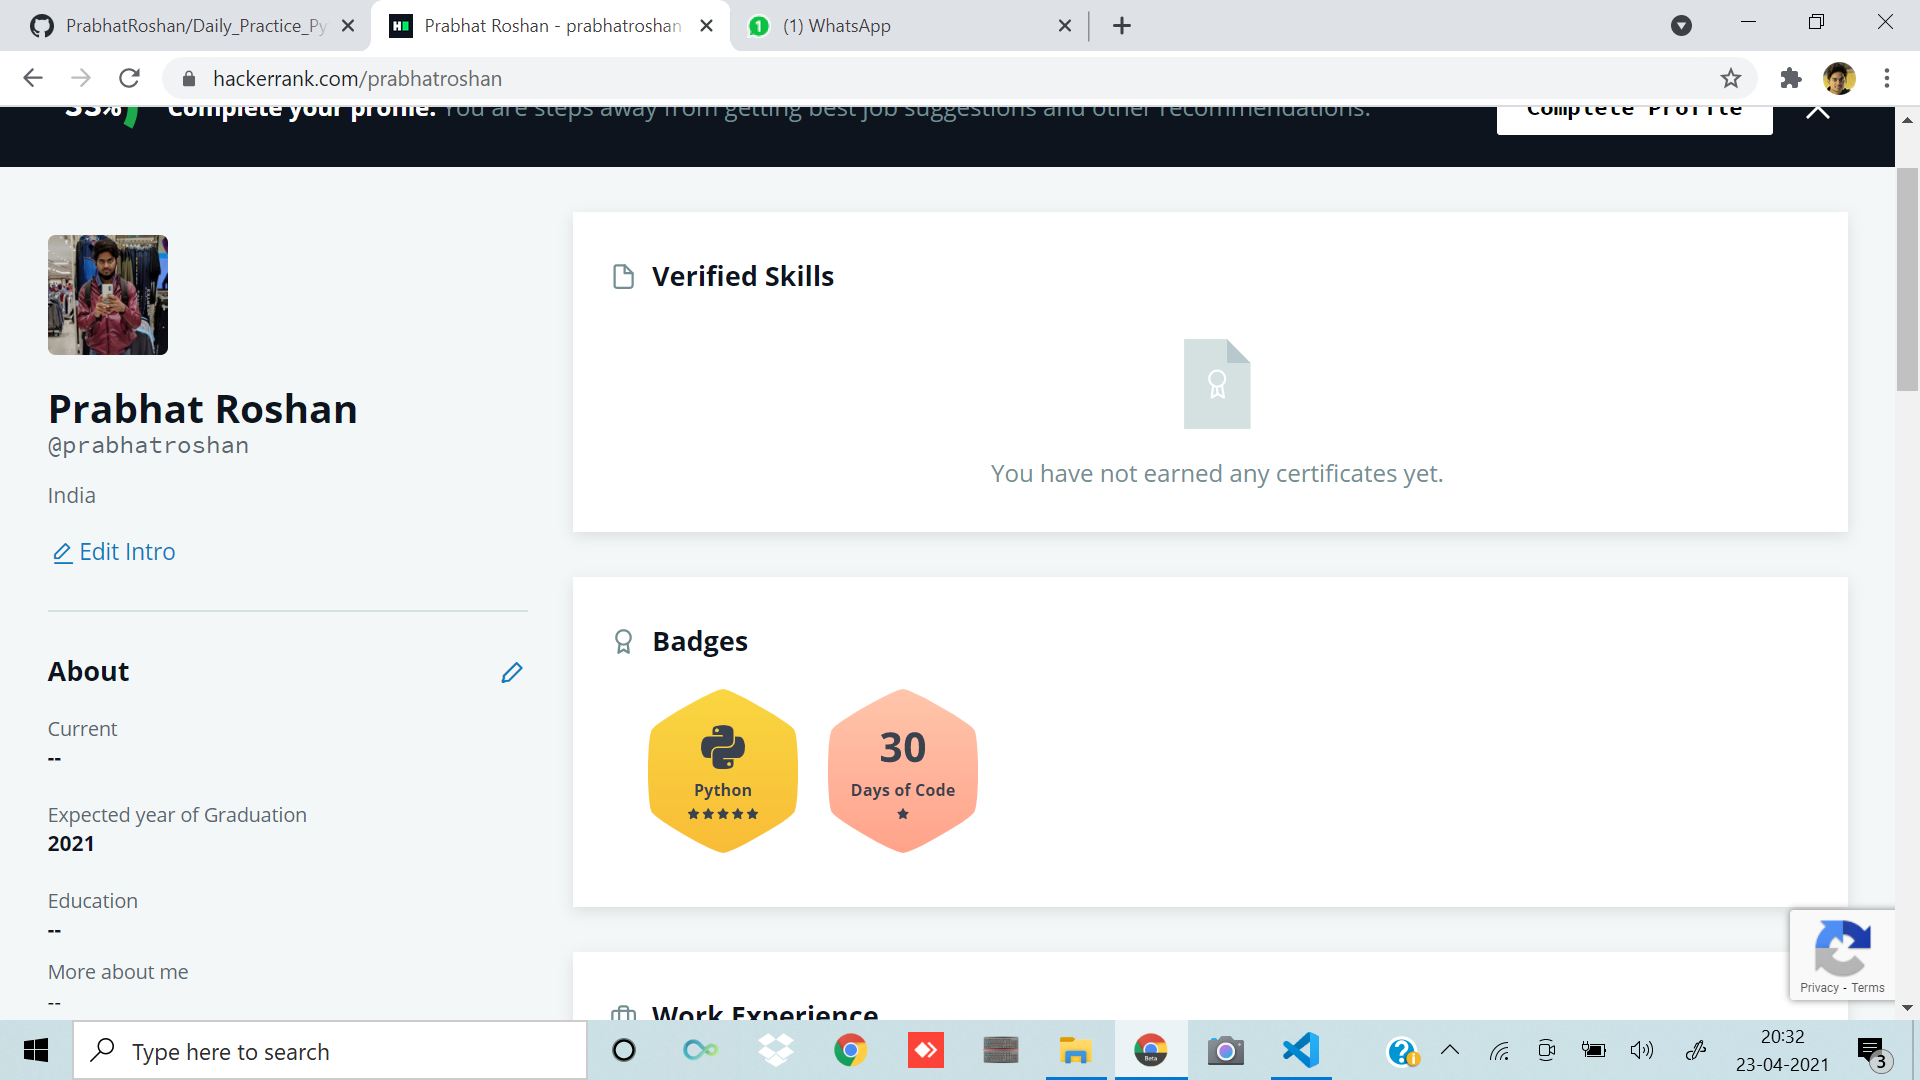 PrabhatRoshan/Daily_Practice_Py
Prabhat Roshan - prabhatroshan
(1) WhatsApp
hackerrank.com/prabhatroshan
33%
Complete your profile. You are steps away from getting best job suggestions and other recommendations.
Complete Profile
Verified Skills
You have not earned any certificates yet.
Prabhat Roshan
@prabhatroshan
India
Edit Intro
About
Current
--
Expected year of Graduation
2021
Education
--
More about me
--
Badges
Python
30
Days of Code
Work Experience
Privacy - Terms
Type here to search
Beta
20:32
23-04-2021
3